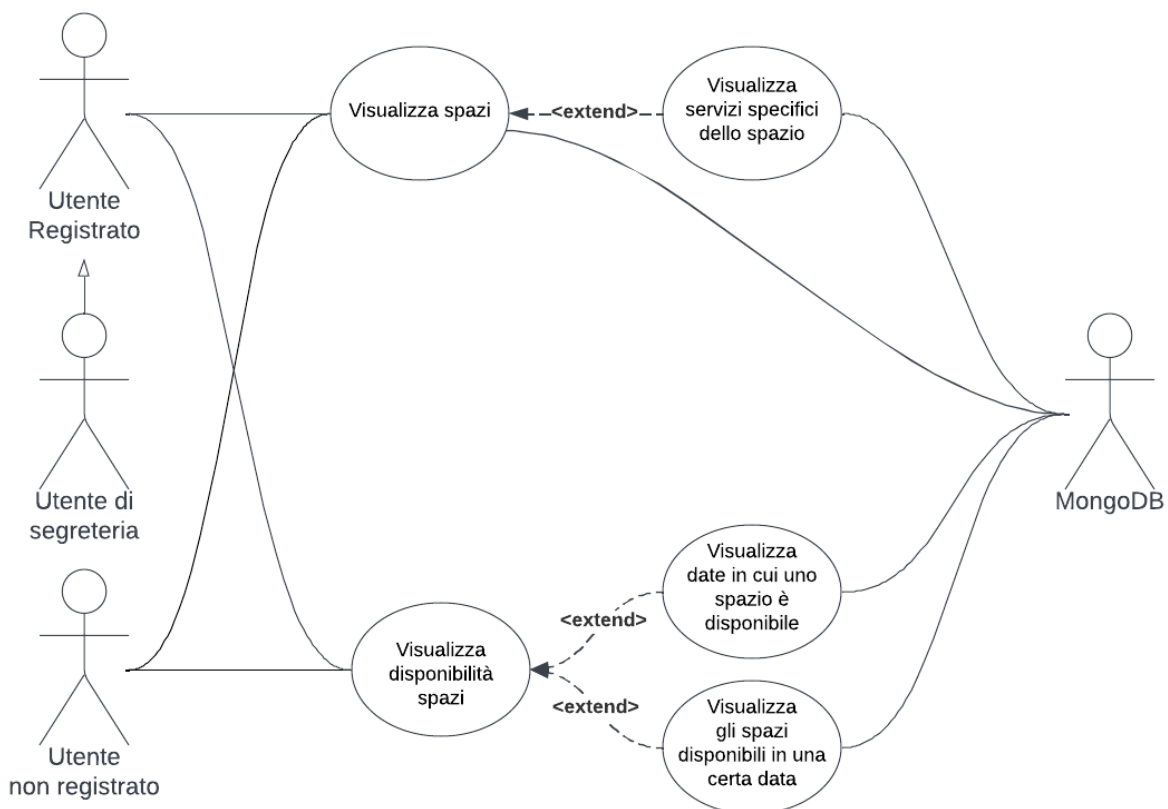 Utente
Registrato
Utente di
segreteria
Utente
non registrato
Visualizza spazi
<extend>
Visualizza
servizi specifici
dello spazio
Visualizza
disponibilità
spazi
<extend>
<extend>
Visualizza
date in cui uno
spazio è
disponibile
Visualizza
gli spazi
disponibili in una
certa data
MongoDB